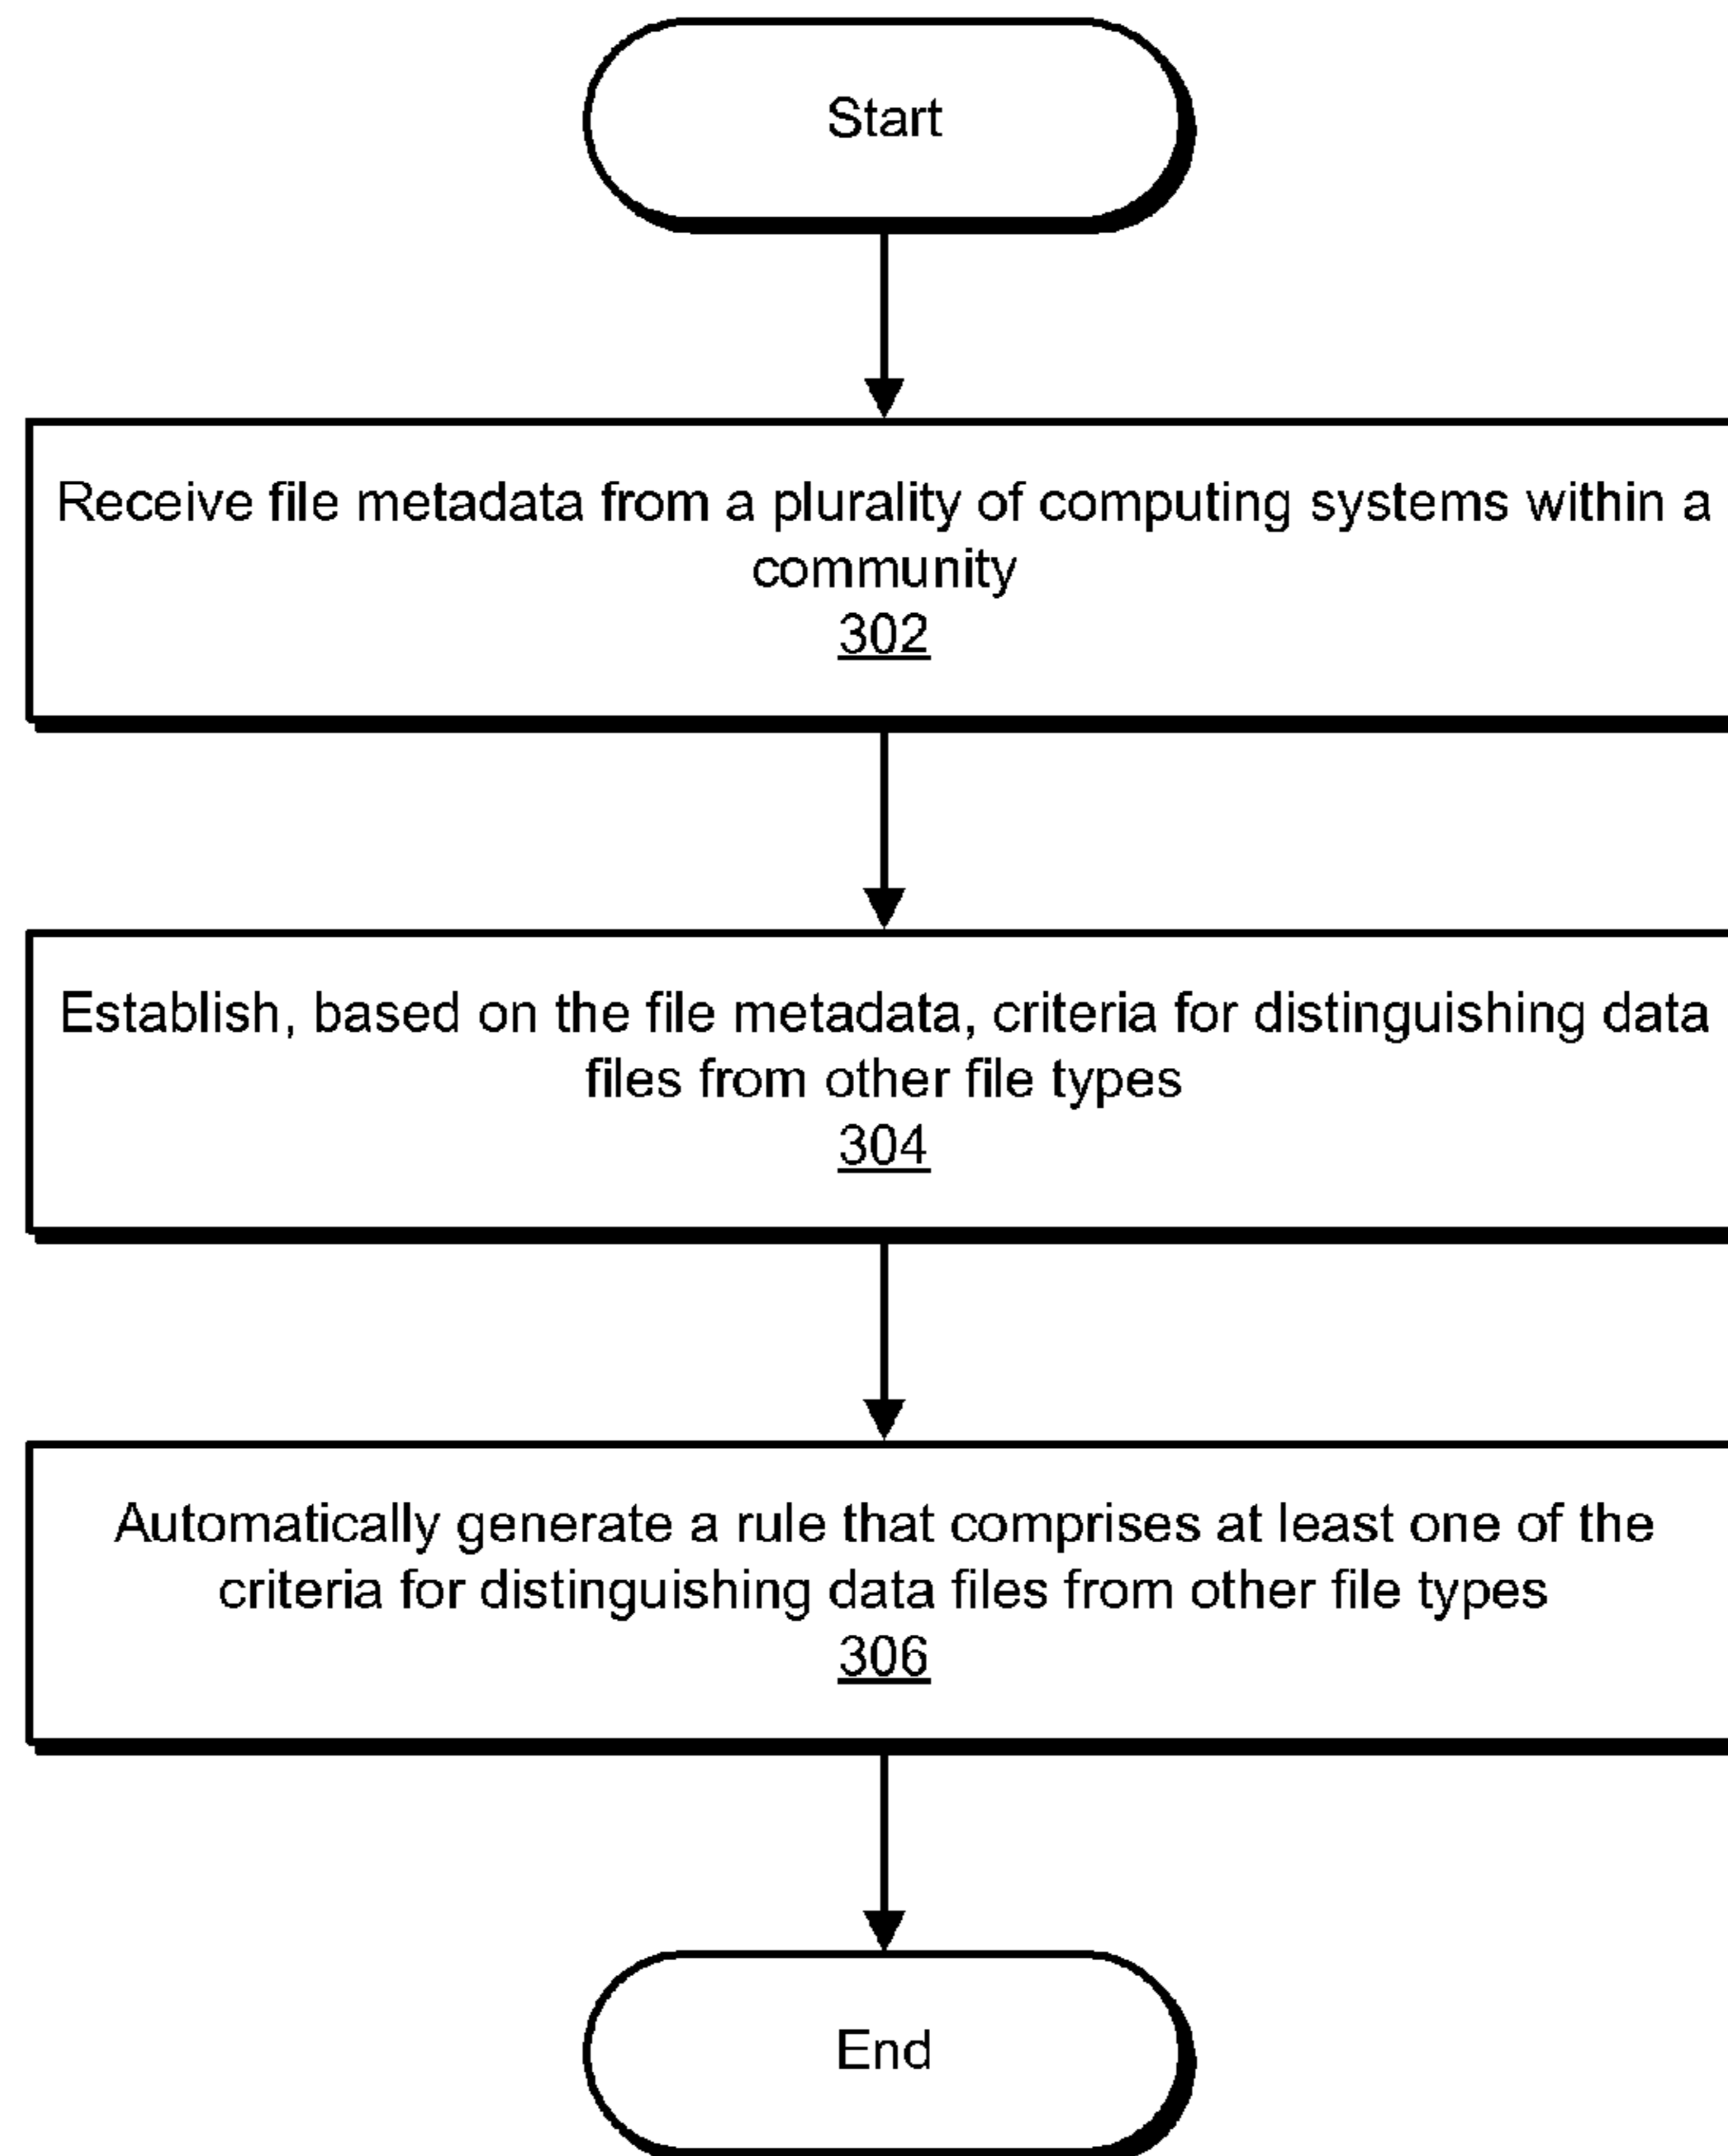 Start
Receive file metadata from a plurality of computing systems within a
community
302
Establish, based on the file metadata, criteria for distinguishing data
files from other file types
304
Automatically generate a rule that comprises at least one of the
criteria for distinguishing data files from other file types
306
End